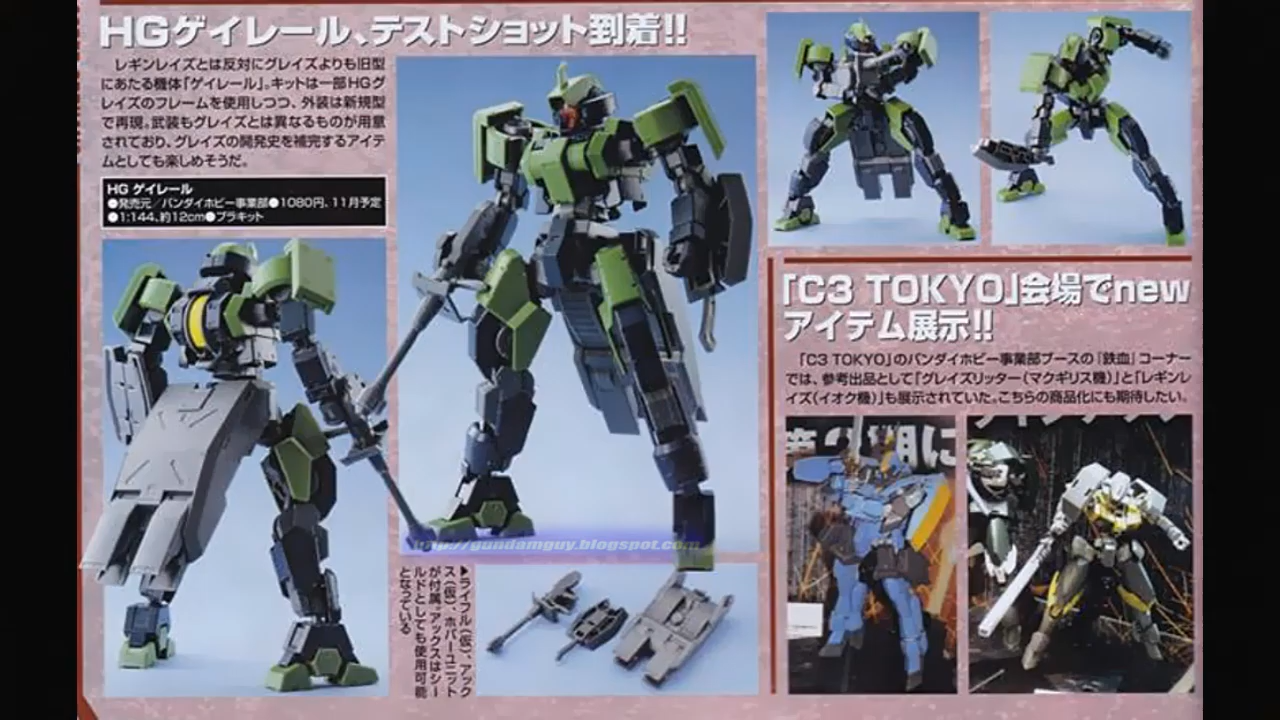 HGゲイレール、テストショット到着!!
レギンレイズとは反対にグレイズよりも旧型
にあたる機体「ゲイレール」。キットは一部HGグ
レイズのフレームを使用しつつ、外装は新規型
で再現。武装もグレイズとは異なるものが用意
されており、グレイズの開発史を補完するアイテ
ムとしても楽しめそうだ。
HG ゲイレール
●発売元／バンダイホビー事業部●1080円、11月予定
●1:144、約12cm●プラキット
http://gundamguy.blogspot.com
▶ライフル(仮)、アック
ス(仮)、ホバーユニット
が付属。アックスはシー
ルドとしても使用可能
となっている
「C3 TOKYO」会場でnew
アイテム展示!!
「C3 TOKYO」のバンダイホビー事業部ブースの『鉄血』コーナー
では、参考出品として「グレイズリッター(マクギリス機)」と「レギンレ
イズ(イオク機)」も展示されていた。こちらの商品化にも期待したい。
期に